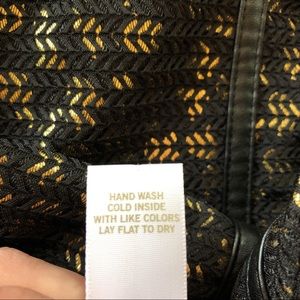 HAND WASH
COLD INSIDE
WITH LIKE COLORS
LAY FLAT TO DRY